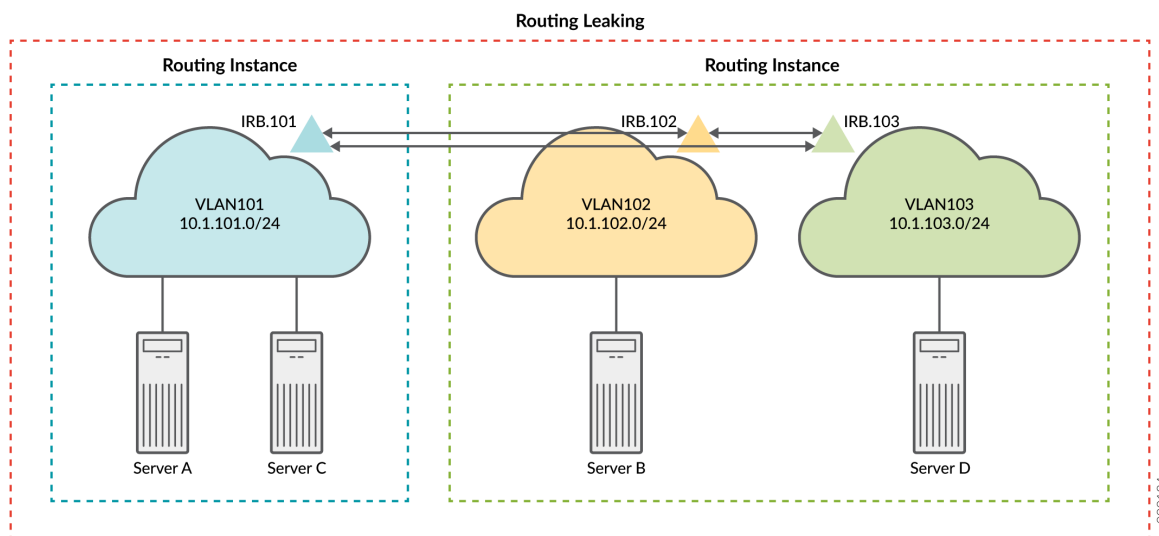 Routing Leaking
Routing Instance
Routing Instance
IRB.101
IRB.102
IRB.103
VLAN101
10.1.101.0/24
VLAN102
10.1.102.0/24
VLAN103
10.1.103.0/24
Server A
Server C
Server B
Server D